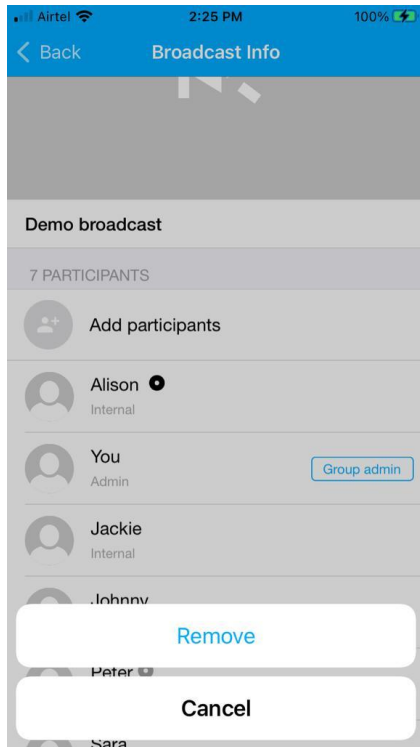 Airtel 2:25 PM 100%
Back Broadcast Info
Demo broadcast
7 PARTICIPANTS
Add participants
Alison
Internal
You
Admin
Group admin
Jackie
Internal
Johnny
Remove
Peter
Cancel
Sara